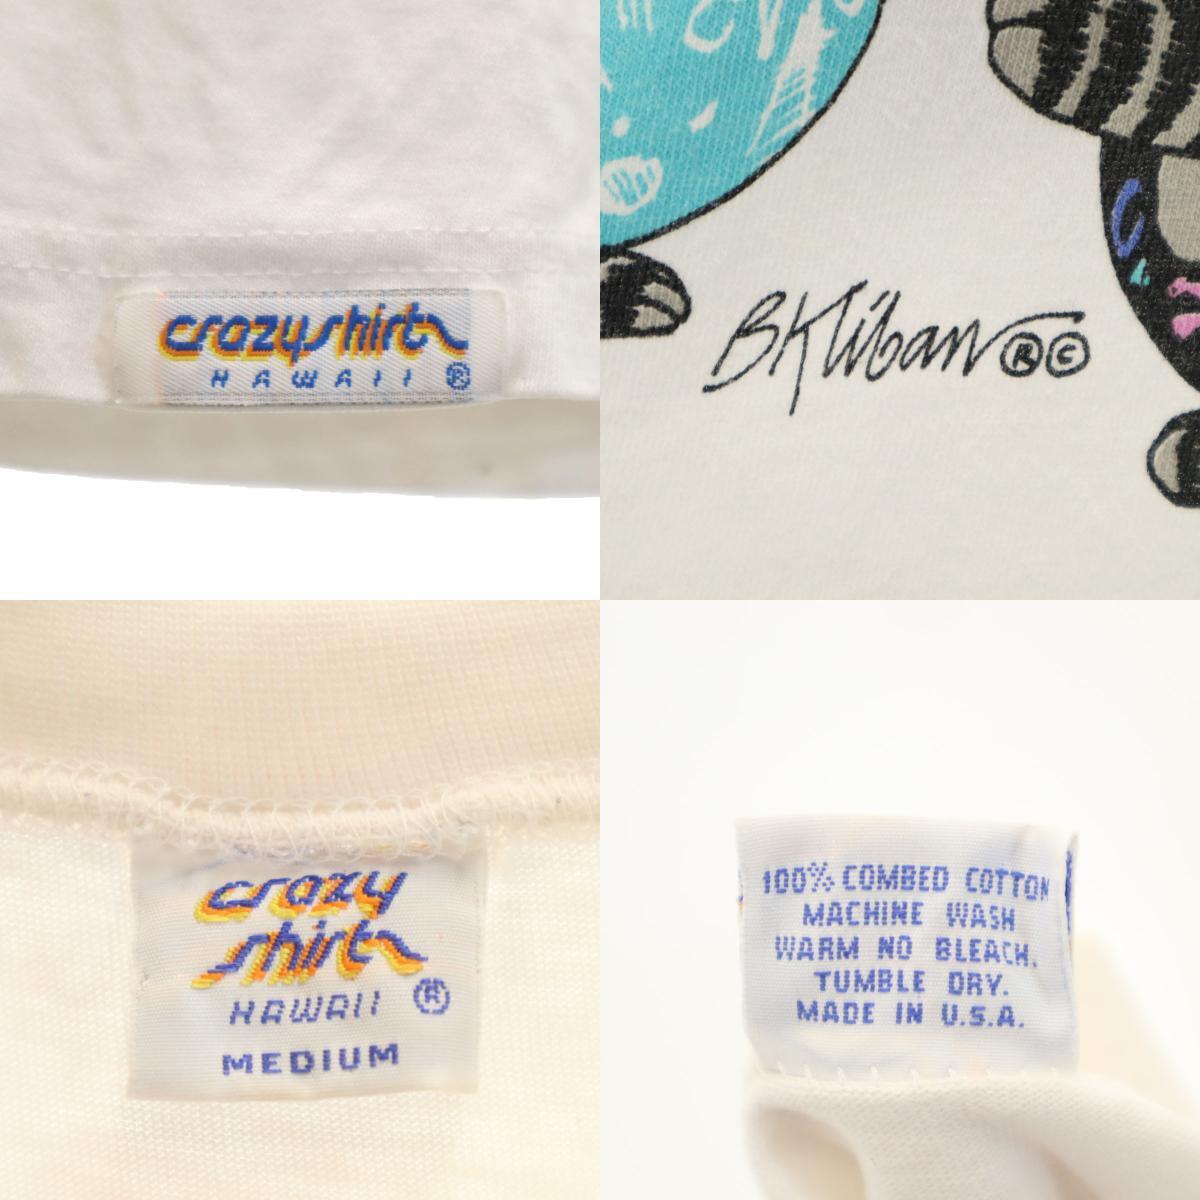 crazy shirts
HAWAII ®
BKliban ® ©
crazy
shirts
HAWAII ®
MEDIUM
100% COMBED COTTON
MACHINE WASH
WARM NO BLEACH.
TUMBLE DRY.
MADE IN U.S.A.